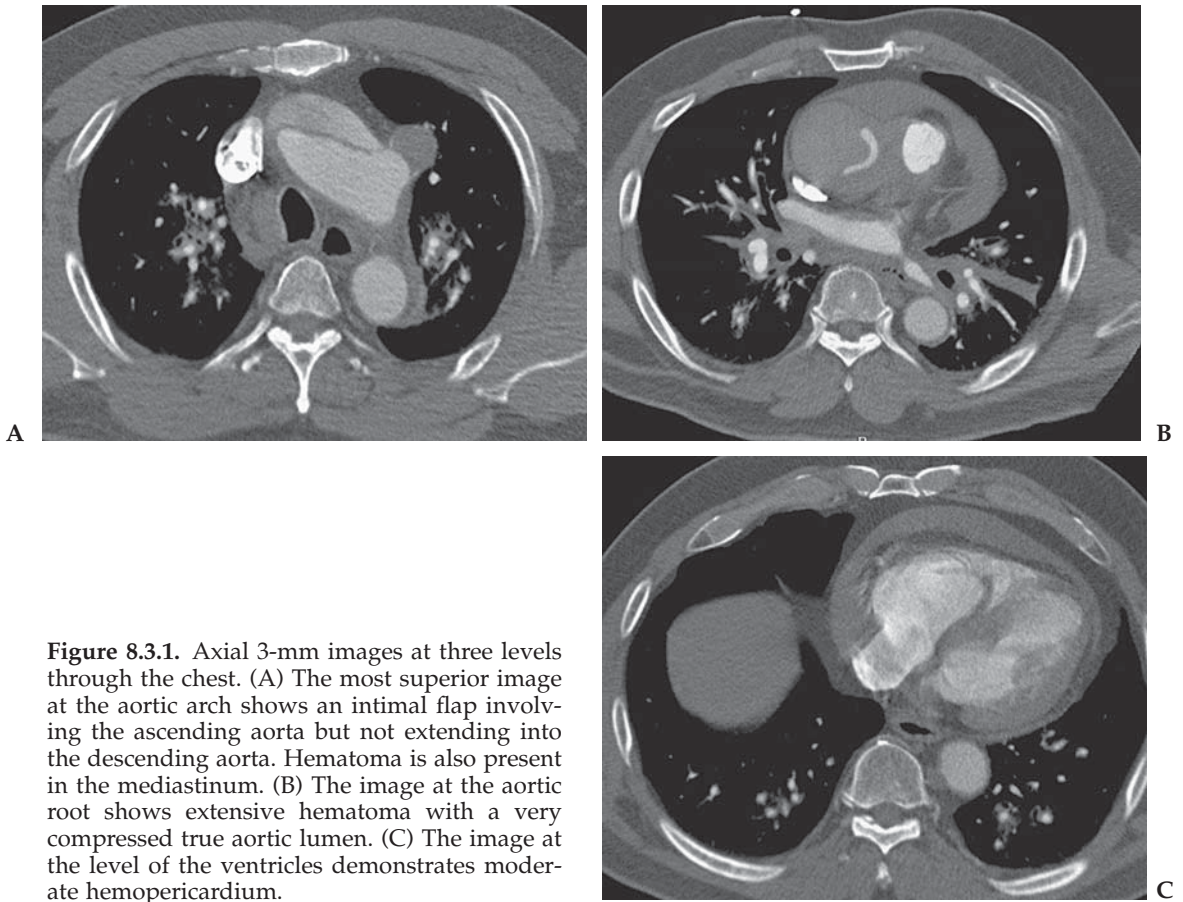 A
B
Figure 8.3.1. Axial 3-mm images at three levels
through the chest. (A) The most superior image
at the aortic arch shows an intimal flap involv-
ing the ascending aorta but not extending into
the descending aorta. Hematoma is also present
in the mediastinum. (B) The image at the aortic
root shows extensive hematoma with a very
compressed true aortic lumen. (C) The image at
the level of the ventricles demonstrates moder-
ate hemopericardium.
C